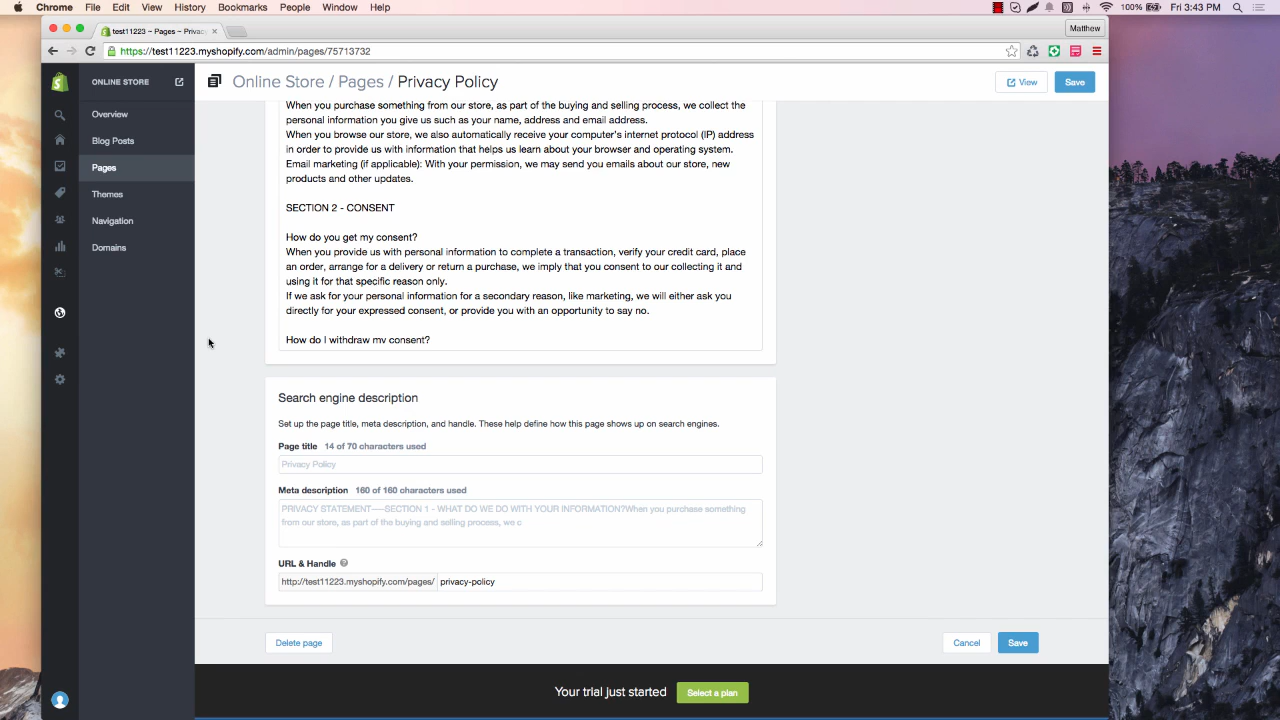 Chrome File Edit View History Bookmarks People Window Help 100% Fri 3:43 PM
test11223 ~ Pages ~ Privac
Matthew
https://test11223.myshopify.com/admin/pages/75713732
ONLINE STORE
Online Store / Pages / Privacy Policy
View
Save
Overview
Blog Posts
Pages
Themes
Navigation
Domains
When you purchase something from our store, as part of the buying and selling process, we collect the
personal information you give us such as your name, address and email address.
When you browse our store, we also automatically receive your computer's internet protocol (IP) address
in order to provide us with information that helps us learn about your browser and operating system.
Email marketing (if applicable): With your permission, we may send you emails about our store, new
products and other updates.
SECTION 2 - CONSENT
How do you get my consent?
When you provide us with personal information to complete a transaction, verify your credit card, place
an order, arrange for a delivery or return a purchase, we imply that you consent to our collecting it and
using it for that specific reason only.
If we ask for your personal information for a secondary reason, like marketing, we will either ask you
directly for your expressed consent, or provide you with an opportunity to say no.
How do I withdraw my consent?
Search engine description
Set up the page title, meta description, and handle. These help define how this page shows up on search engines.
Page title 14 of 70 characters used
Privacy Policy
Meta description 160 of 160 characters used
PRIVACY STATEMENT----SECTION 1 - WHAT DO WE DO WITH YOUR INFORMATION?When you purchase something
from our store, as part of the buying and selling process, we c
URL & Handle ?
http://test11223.myshopify.com/pages/ privacy-policy
Delete page
Cancel
Save
Your trial just started
Select a plan